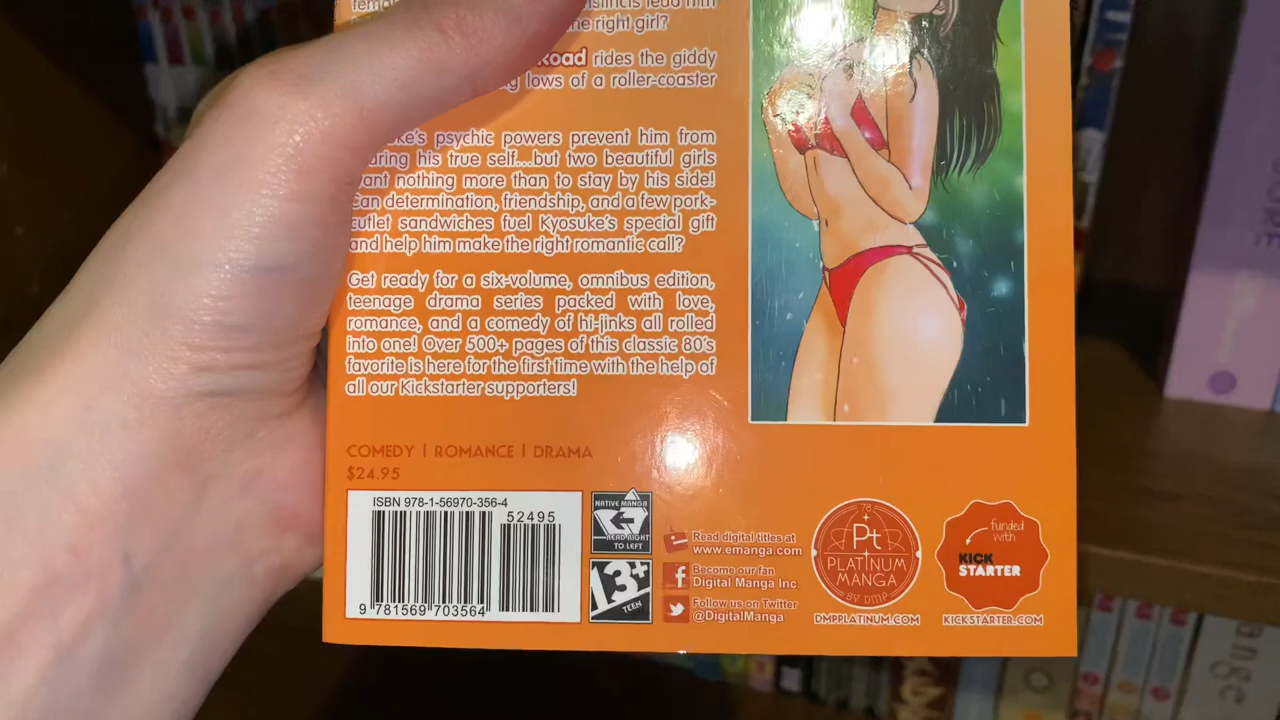 lead him
the right girl?
Road rides the giddy
lows of a roller-coaster
psychic powers prevent him from
his true self...but two beautiful girls
want nothing more than to stay by his side!
Can determination, friendship, and a few pork-
cutlet sandwiches fuel Kyosuke's special gift
and help him make the right romantic call?
Get ready for a six-volume, omnibus edition,
teenage drama series packed with love,
romance, and a comedy of hi-jinks all rolled
into one! Over 500+ pages of this classic 80's
favorite is here for the first time with the help of
all our Kickstarter supporters!
COMEDY | ROMANCE | DRAMA
$24.95
ISBN 978-1-56970-356-4
52495
9 781569 703564
NATIVE MANGA
READ RIGHT
TO LEFT
13+
TEEN
Read digital titles at
www.emanga.com
Become our fan
Digital Manga Inc.
Follow us on Twitter
@DigitalManga
78
Pt
PLATINUM
MANGA
BY DMP
DMPPLATINUM.COM
funded
with
KICK
STARTER
KICKSTARTER.COM